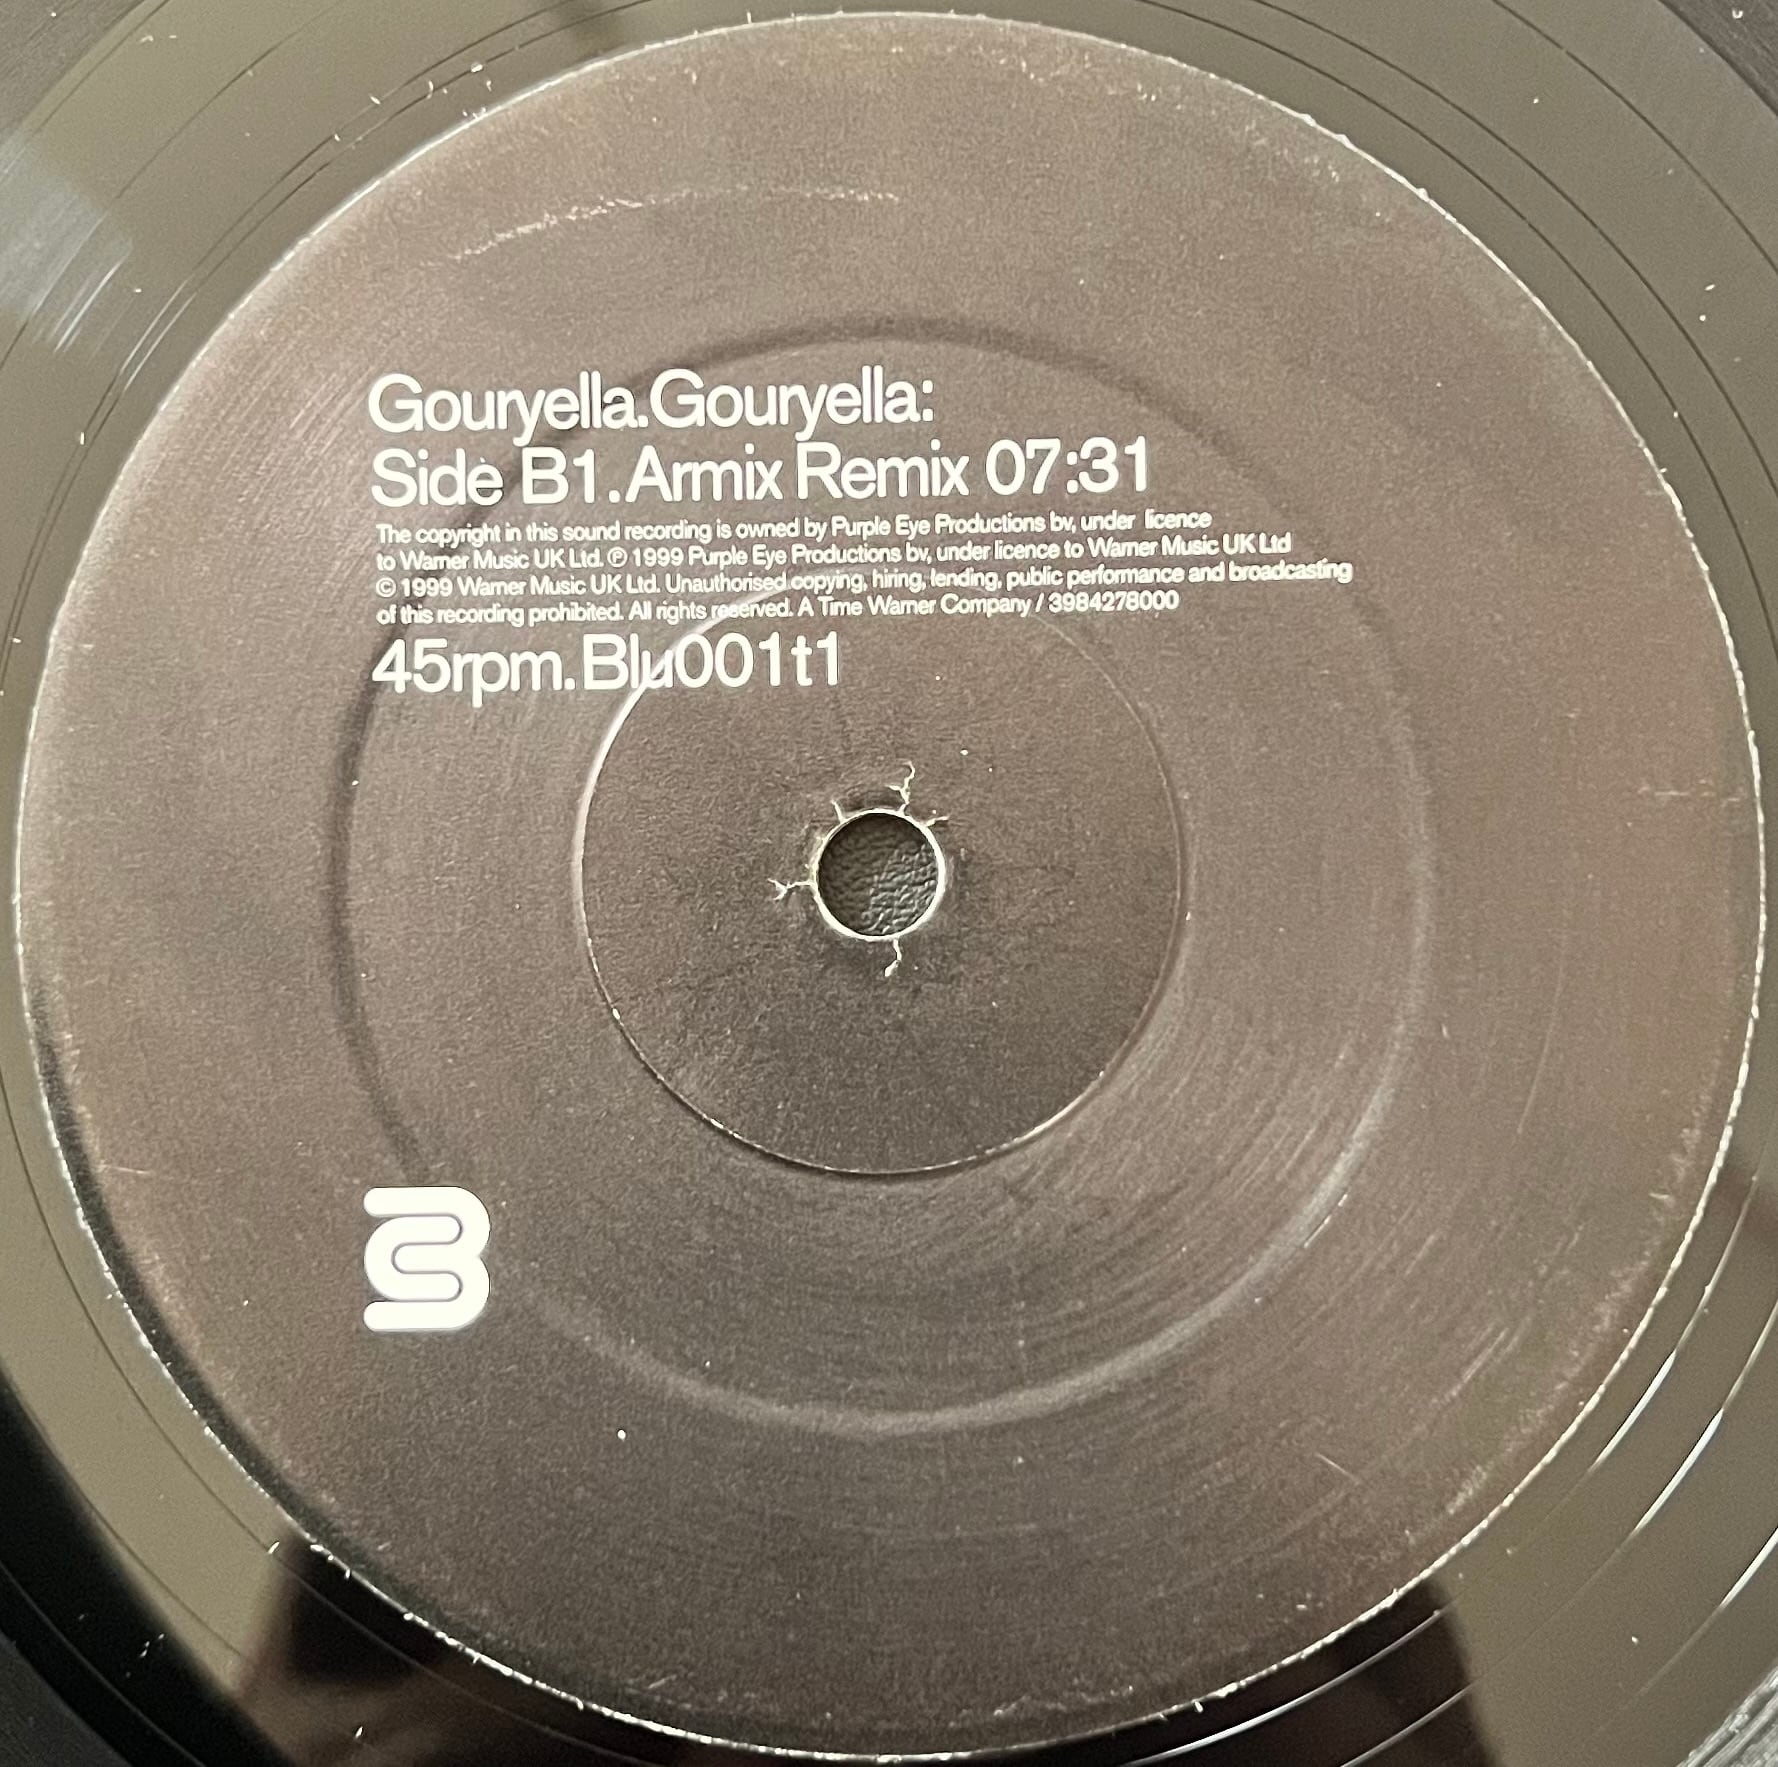 Gouryella.Gouryella:
Side B1.Armix Remix 07:31
The copyright in this sound recording is owned by Purple Eye Productions bv, under licence
to Warner Music UK Ltd. ℗ 1999 Purple Eye Productions bv, under licence to Warner Music UK Ltd
© 1999 Warner Music UK Ltd. Unauthorised copying, hiring, lending, public performance and broadcasting
of this recording prohibited. All rights reserved. A Time Warner Company / 3984278000
45rpm.Blu001t1
B